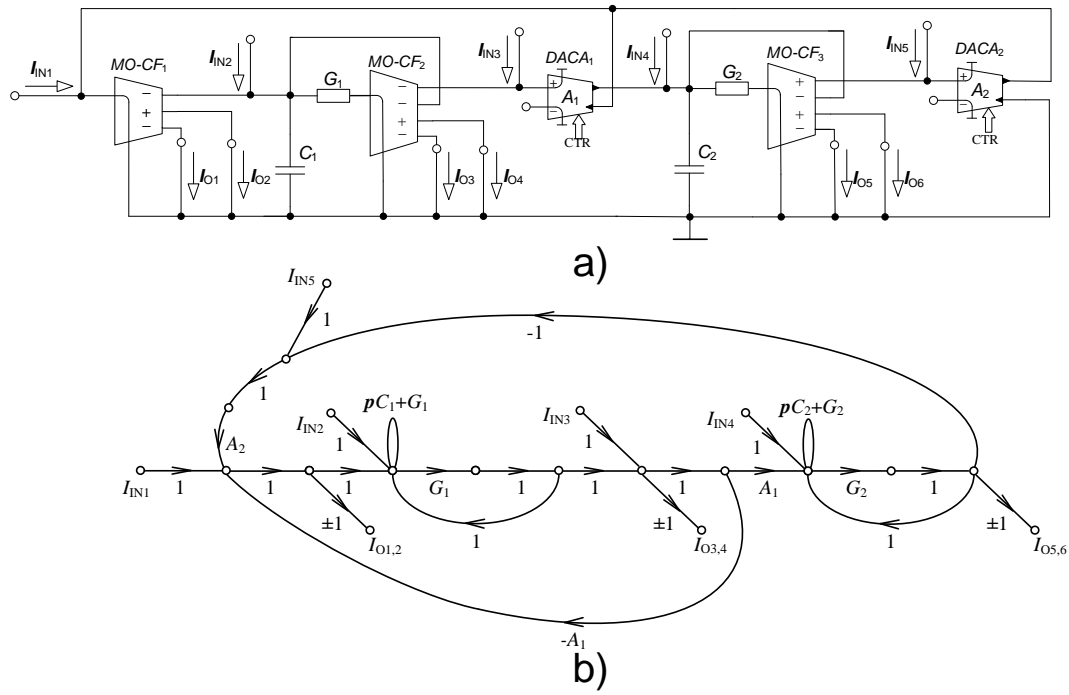 I_IN1
MO-CF_1
−
+
−
I_O1
I_O2
I_IN2
C_1
G_1
MO-CF_2
−
−
+
−
I_O3
I_O4
I_IN3
DACA_1
+
A_1
−
CTR
I_IN4
C_2
G_2
MO-CF_3
+
+
−
+
I_O5
I_O6
I_IN5
DACA_2
+
A_2
−
CTR
a)
I_IN5
1
-1
1
A_2
I_IN1
1
1
I_IN2
1
1
pC_1+G_1
±1
I_O1,2
G_1
1
1
1
I_IN3
1
1
±1
I_O3,4
A_1
I_IN4
1
pC_2+G_2
G_2
1
1
±1
I_O5,6
-A_1
b)